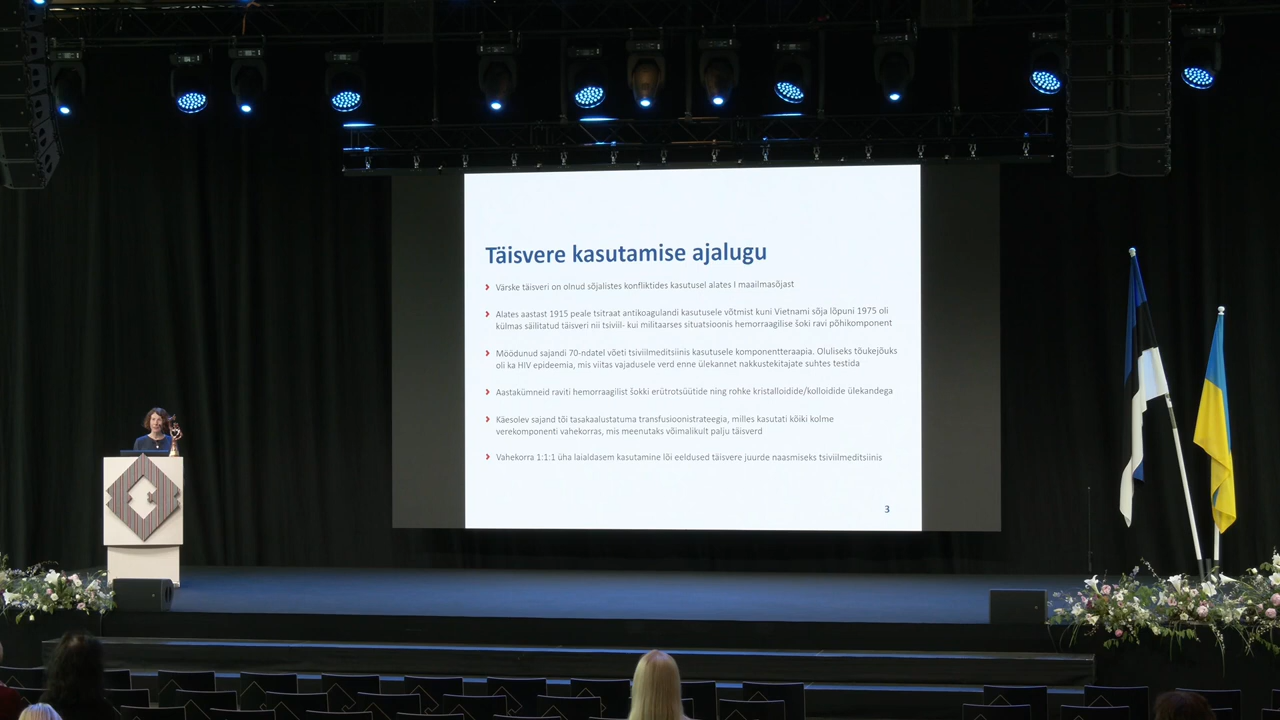 Täisvere kasutamise ajalugu
Värske täisveri on olnud sõjalistes konfliktides kasutusel alates I maailmasõjast
Alates aastast 1915 peale tsitraat antikoagulandi kasutusele võtmist kuni Vietnami sõja lõpuni 1975 oli
külmas säilitatud täisveri nii tsiviil- kui militaarses situatsioonis hemorraagilise šoki ravi põhikomponent
Möödunud sajandi 70-ndatel võeti tsiviilmeditsiinis kasutusele komponentteraapia. Oluliseks tõukejõuks
oli ka HIV epideemia, mis viitas vajadusele verd enne ülekannet nakkustekitajate suhtes testida
Aastakümneid raviti hemorraagilist šokki erütrotsüütide ning rohke kristalloidide/kolloidide ülekandega
Käesolev sajand tõi tasakaalustatuma transfusioonistrateegia, milles kasutati kõiki kolme
verekomponenti vahekorras, mis meenutaks võimalikult palju täisverd
Vahekorra 1:1:1 üha laialdasem kasutamine lõi eeldused täisvere juurde naasmiseks tsiviilmeditsiinis
3